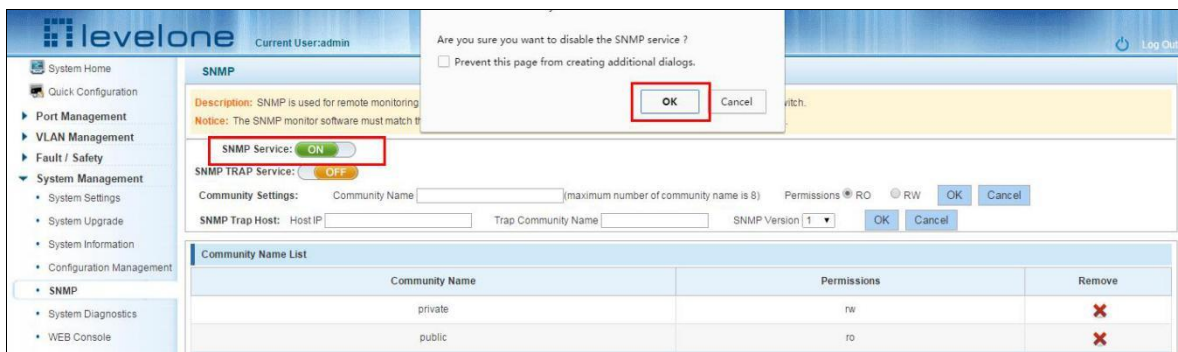 levelone
Current User:admin
Log Out
Are you sure you want to disable the SNMP service ?
Prevent this page from creating additional dialogs.
OK
Cancel
System Home
Quick Configuration
Port Management
VLAN Management
Fault / Safety
System Management
System Settings
System Upgrade
System Information
Configuration Management
SNMP
System Diagnostics
WEB Console
SNMP
Description: SNMP is used for remote monitoring
Notice: The SNMP monitor software must match
SNMP Service: ON
SNMP TRAP Service: OFF
Community Settings: Community Name (maximum number of community name is 8) Permissions RO RW OK Cancel
SNMP Trap Host: Host IP Trap Community Name SNMP Version 1 OK Cancel
Community Name List
Community Name Permissions Remove
private rw
public ro